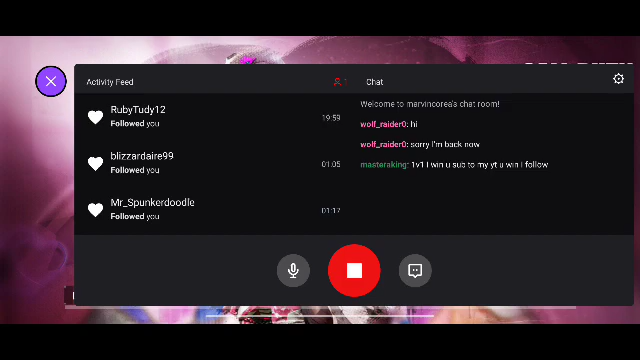 Activity Feed
1
RubyTudy12
Followed you
19:59
blizzardaire99
Followed you
01:05
Mr_Spunkerdoodle
Followed you
01:17
Chat
Welcome to marvincorea's chat room!
wolf_raider0: hi
wolf_raider0: sorry I'm back now
masteraking: 1v1 I win u sub to my yt u win i follow